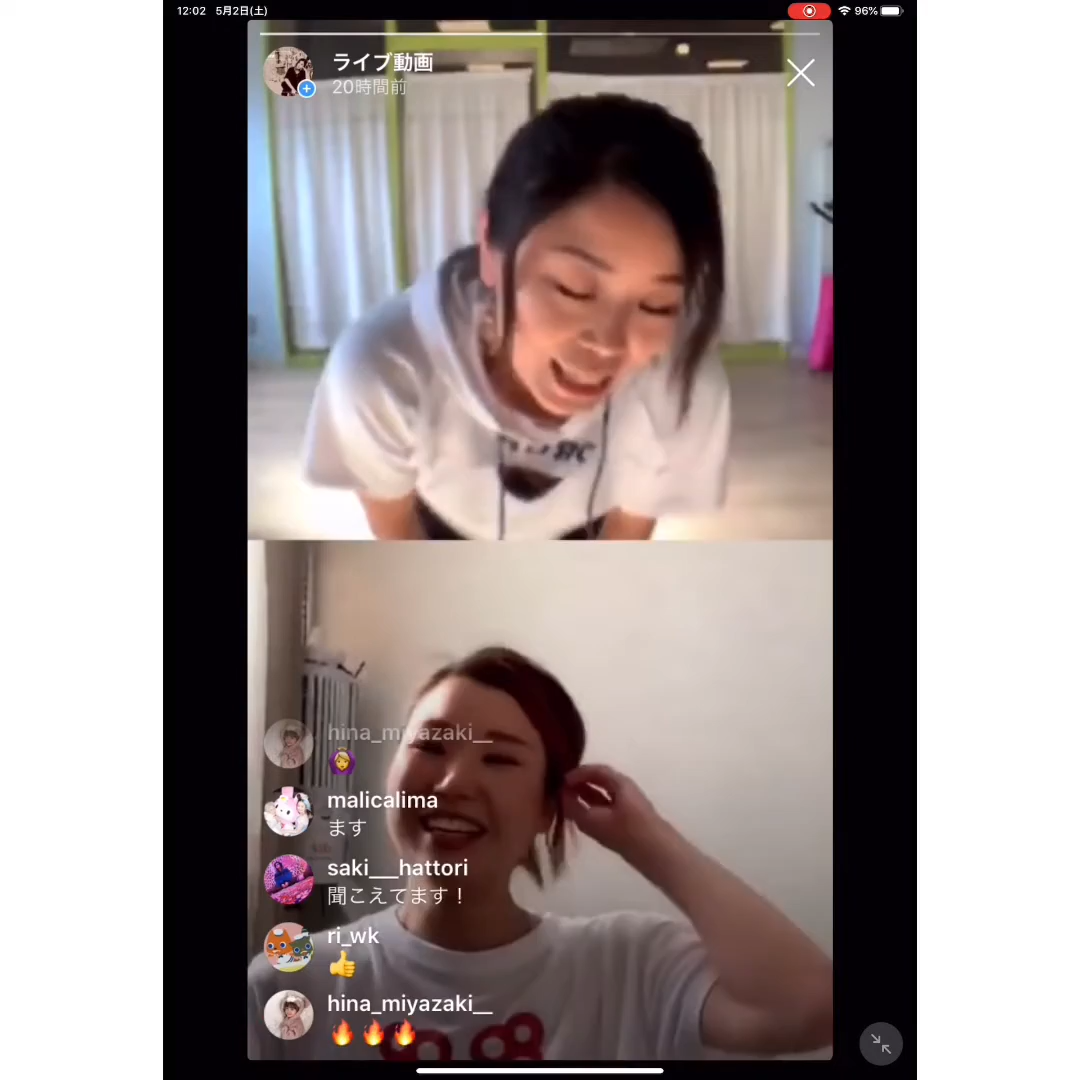 12:02 5月2日(土)
96%
ライブ動画
20時間前
hina_miyazaki__
malicalima
ます
saki___hattori
聞こえてます！
ri_wk
hina_miyazaki__